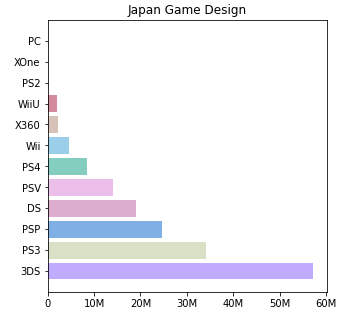 Japan Game Design
PC
XOne
PS2
WiiU
X360
Wii
PS4
PSV
DS
PSP
PS3
3DS
0 10M 20M 30M 40M 50M 60M